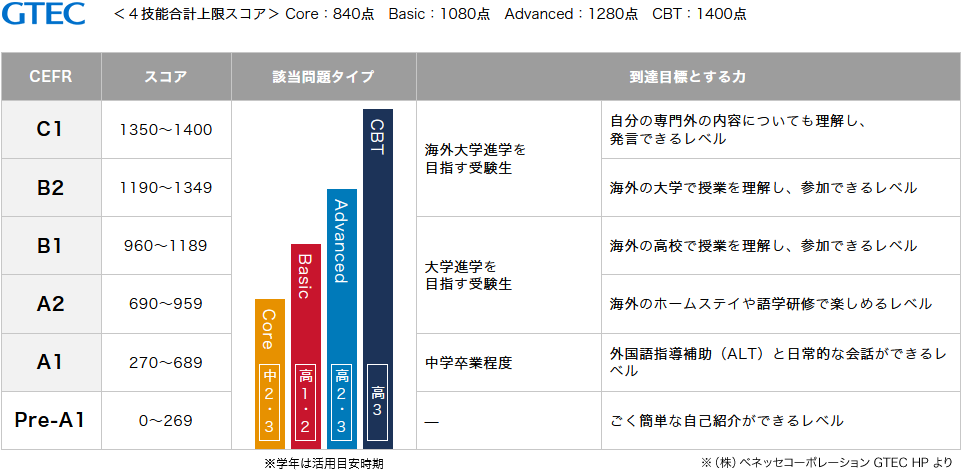 GTEC
＜４技能合計上限スコア＞ Core：840点　Basic：1080点　Advanced：1280点　CBT：1400点
CEFR
スコア
該当問題タイプ
到達目標とする力
C1
1350〜1400
自分の専門外の内容についても理解し、
発言できるレベル
海外大学進学を
目指す受験生
B2
1190〜1349
海外の大学で授業を理解し、参加できるレベル
B1
960〜1189
海外の高校で授業を理解し、参加できるレベル
大学進学を
目指す受験生
A2
690〜959
海外のホームステイや語学研修で楽しめるレベル
A1
270〜689
中学卒業程度
外国語指導補助（ALT）と日常的な会話ができるレ
ベル
Pre-A1
0〜269
—
ごく簡単な自己紹介ができるレベル
Core
中2・3
Basic
高1・2
Advanced
高2・3
CBT
高3
※学年は活用目安時期
※（株）ベネッセコーポレーション GTEC HP より